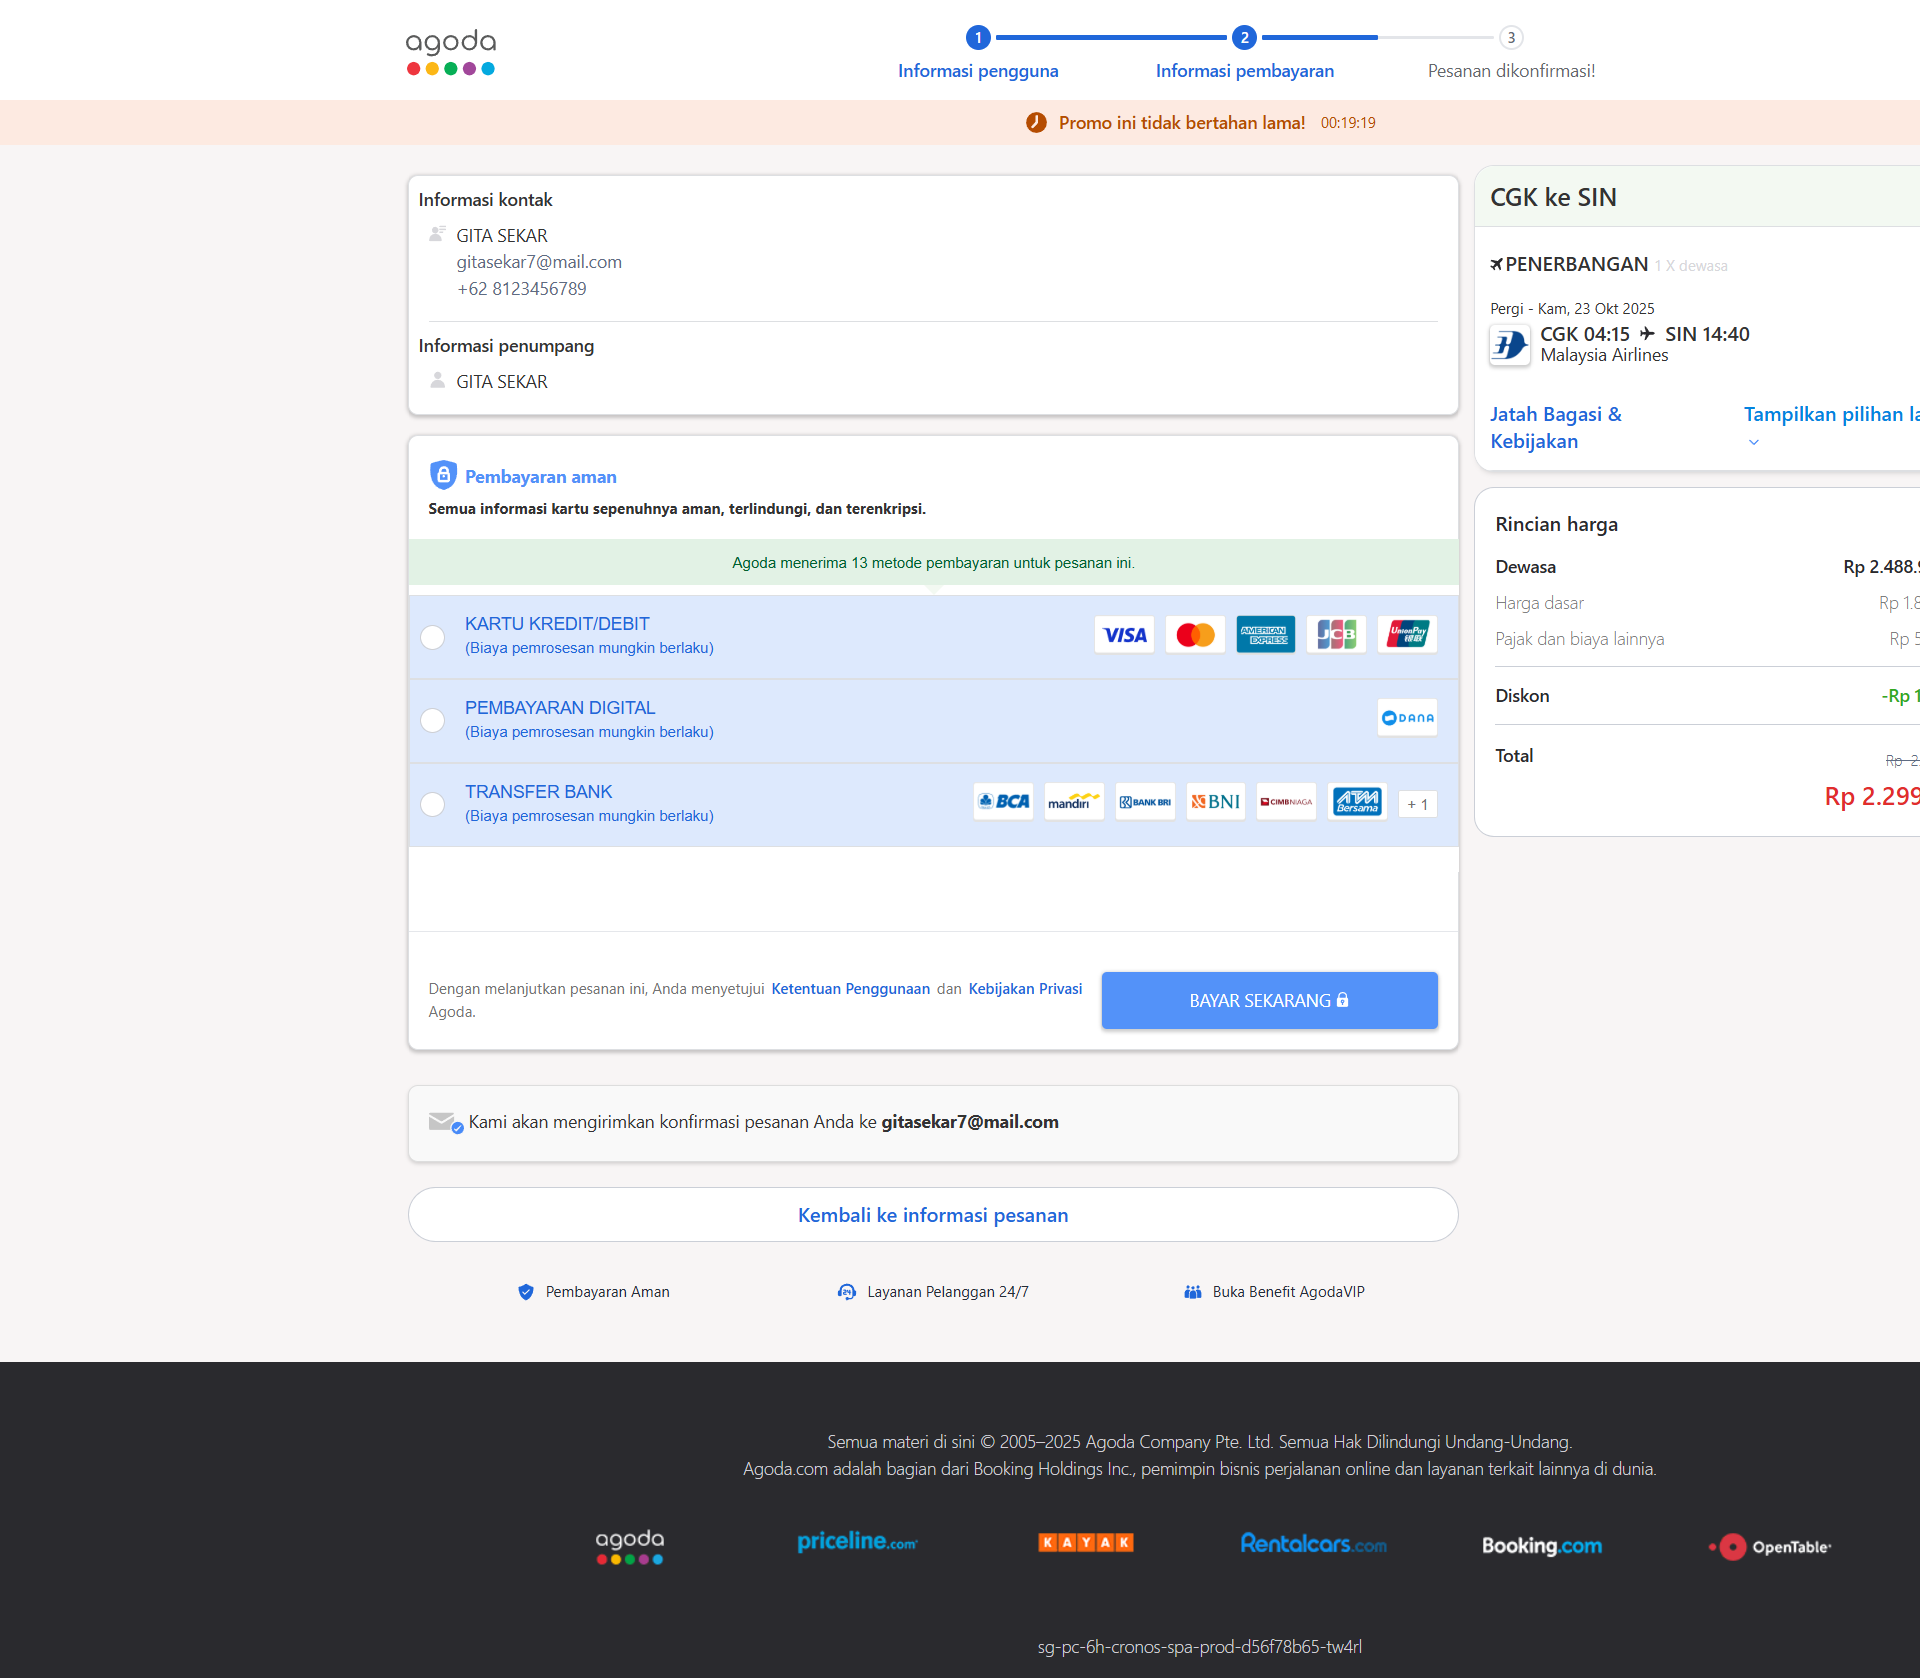 agoda
1
2
3
Informasi pengguna
Informasi pembayaran
Pesanan dikonfirmasi!
Promo ini tidak bertahan lama! 00:19:19
Informasi kontak
GITA SEKAR
gitasekar7@mail.com
+62 8123456789
Informasi penumpang
GITA SEKAR
Pembayaran aman
Semua informasi kartu sepenuhnya aman, terlindungi, dan terenkripsi.
Agoda menerima 13 metode pembayaran untuk pesanan ini.
KARTU KREDIT/DEBIT
(Biaya pemrosesan mungkin berlaku)
VISA
AMERICAN EXPRESS
JCB
UnionPay 银联
PEMBAYARAN DIGITAL
(Biaya pemrosesan mungkin berlaku)
DANA
TRANSFER BANK
(Biaya pemrosesan mungkin berlaku)
BCA
mandiri
BANK BRI
BNI
CIMB NIAGA
ATM Bersama
+ 1
Dengan melanjutkan pesanan ini, Anda menyetujui Ketentuan Penggunaan dan Kebijakan Privasi
Agoda.
BAYAR SEKARANG
Kami akan mengirimkan konfirmasi pesanan Anda ke gitasekar7@mail.com
Kembali ke informasi pesanan
Pembayaran Aman
Layanan Pelanggan 24/7
Buka Benefit AgodaVIP
CGK ke SIN
PENERBANGAN 1 X dewasa
Pergi - Kam, 23 Okt 2025
CGK 04:15 SIN 14:40
Malaysia Airlines
Jatah Bagasi &
Kebijakan
Tampilkan pilihan la
Rincian harga
Dewasa Rp 2.488.9
Harga dasar Rp 1.8
Pajak dan biaya lainnya Rp 5
Diskon -Rp 1
Total Rp 2.
Rp 2.299
Semua materi di sini © 2005–2025 Agoda Company Pte. Ltd. Semua Hak Dilindungi Undang-Undang.
Agoda.com adalah bagian dari Booking Holdings Inc., pemimpin bisnis perjalanan online dan layanan terkait lainnya di dunia.
agoda
priceline.com
KAYAK
Rentalcars.com
Booking.com
OpenTable
sg-pc-6h-cronos-spa-prod-d56f78b65-tw4rl